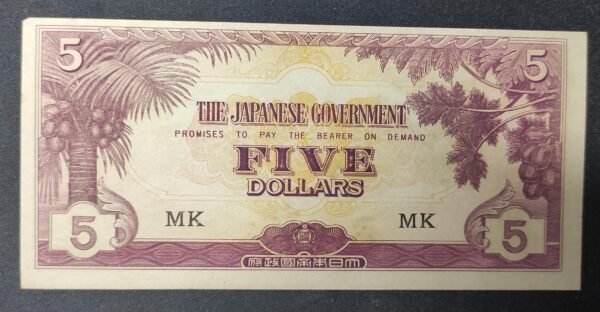 5 5
THE JAPANESE GOVERNMENT
PROMISES TO PAY THE BEARER ON DEMAND
FIVE
DOLLARS
MK MK
5 5
大日本帝國政府